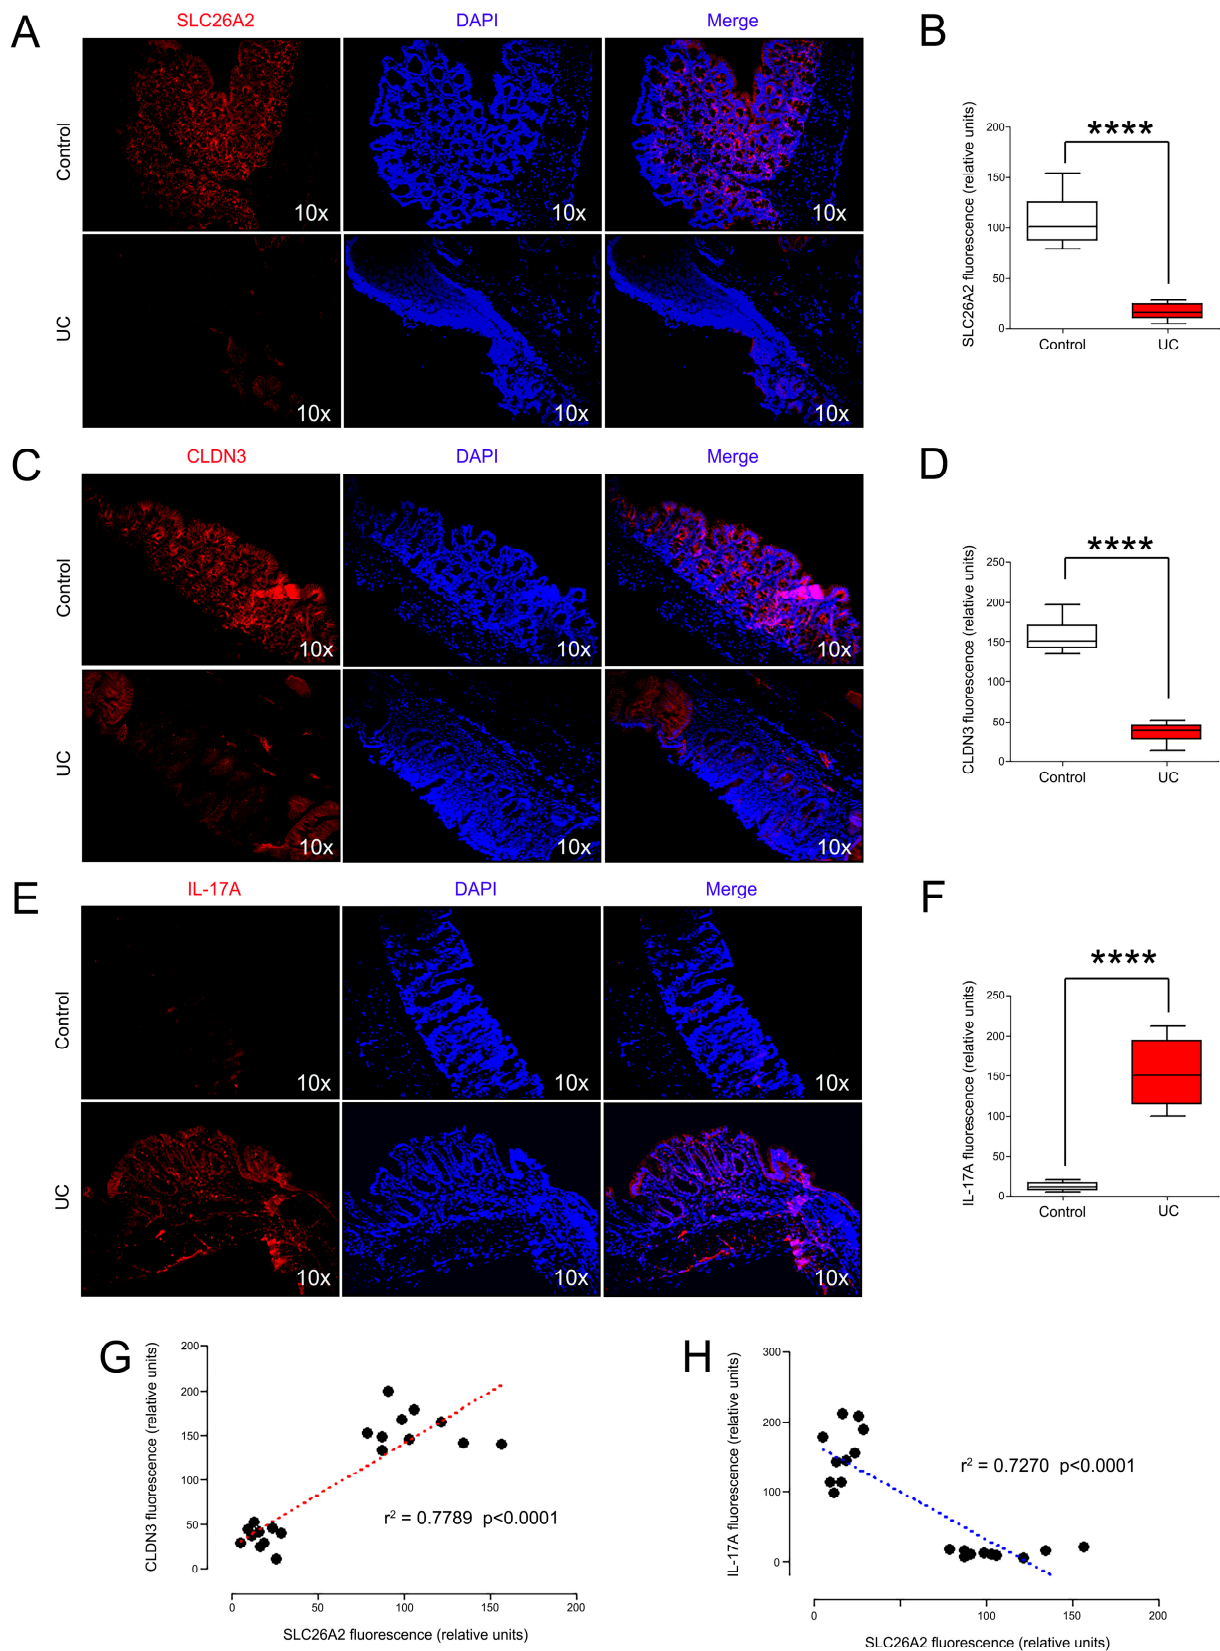 A
SLC26A2
DAPI
Merge
Control
10x
10x
10x
UC
10x
10x
10x
B
SLC26A2 fluorescence (relative units)
200
150
100
50
0
****
Control
UC
C
CLDN3
DAPI
Merge
Control
10x
10x
10x
UC
10x
10x
10x
D
CLDN3 fluorescence (relative units)
250
200
150
100
50
0
****
Control
UC
E
IL-17A
DAPI
Merge
Control
10x
10x
10x
UC
10x
10x
10x
F
IL-17A fluorescence (relative units)
250
200
150
100
50
0
****
Control
UC
G
CLDN3 fluorescence (relative units)
200
200
150
100
50
0
r² = 0.7789 p<0.0001
0 50 100 150 200
SLC26A2 fluorescence (relative units)
H
IL-17A fluorescence (relative units)
300
200
100
0
r² = 0.7270 p<0.0001
0 100 150 200
SLC26A2 fluorescence (relative units)